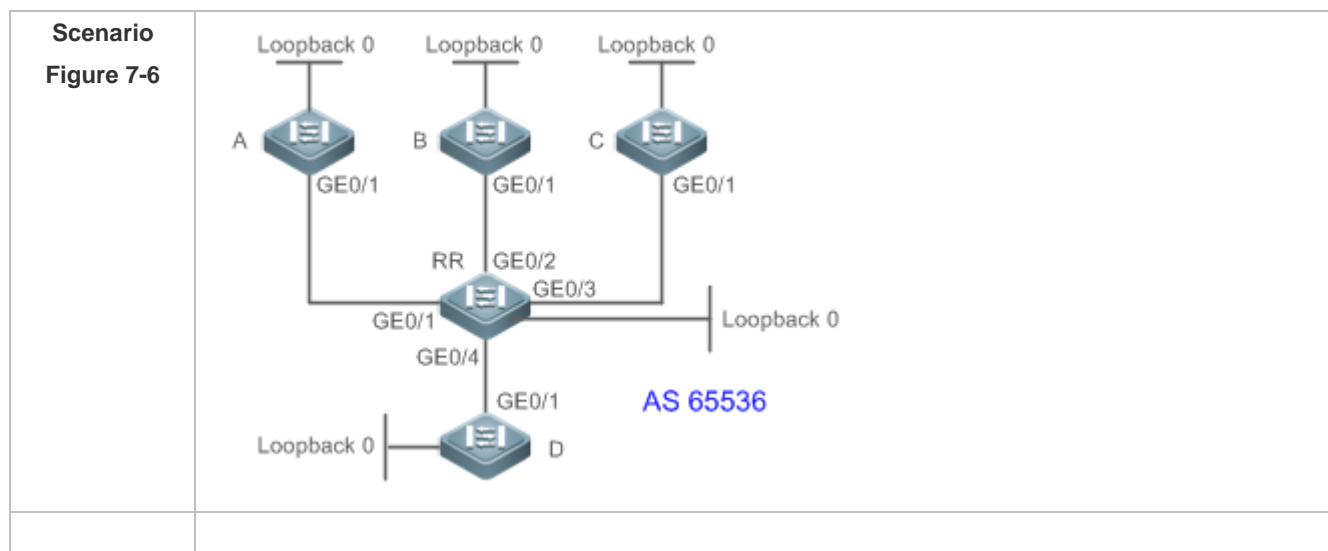 Scenario
Figure 7-6
Loopback 0 Loopback 0 Loopback 0
A B C
GE0/1 GE0/1 GE0/1
RR GE0/2
GE0/3
GE0/1 Loopback 0
GE0/4
GE0/1 AS 65536
Loopback 0 D